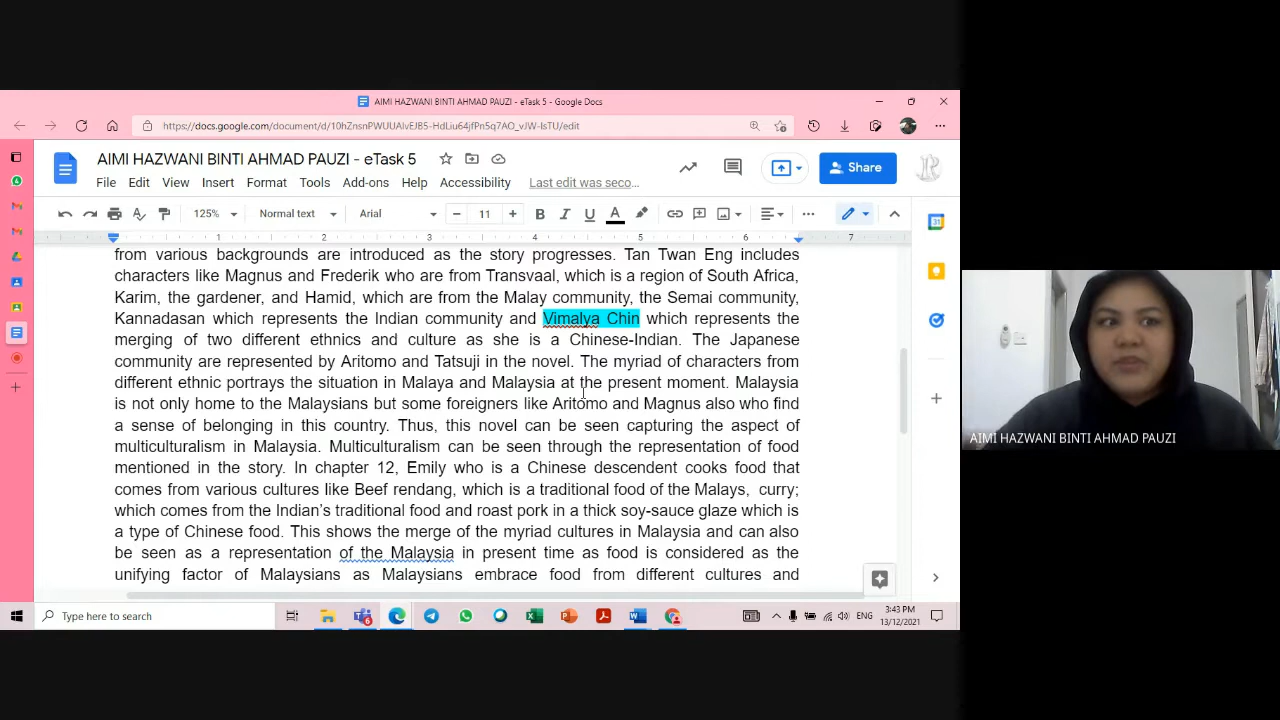 AIMI HAZWANI BINTI AHMAD PAUZI - eTask 5 - Google Docs
https://docs.google.com/document/d/10hZnsnPWUUAlvEJB5-HdLiu64jfPn5q7AO_vJW-lsTU/edit
AIMI HAZWANI BINTI AHMAD PAUZI - eTask 5
Share
File Edit View Insert Format Tools Add-ons Help Accessibility Last edit was seco...
125% Normal text Arial 11 B I U A
1 2 3 4 5 6 7
from various backgrounds are introduced as the story progresses. Tan Twan Eng includes
characters like Magnus and Frederik who are from Transvaal, which is a region of South Africa,
Karim, the gardener, and Hamid, which are from the Malay community, the Semai community,
Kannadasan which represents the Indian community and Vimalya Chin which represents the
merging of two different ethnics and culture as she is a Chinese-Indian. The Japanese
community are represented by Aritomo and Tatsuji in the novel. The myriad of characters from
different ethnic portrays the situation in Malaya and Malaysia at the present moment. Malaysia
is not only home to the Malaysians but some foreigners like Aritomo and Magnus also who find
a sense of belonging in this country. Thus, this novel can be seen capturing the aspect of
multiculturalism in Malaysia. Multiculturalism can be seen through the representation of food
mentioned in the story. In chapter 12, Emily who is a Chinese descendent cooks food that
comes from various cultures like Beef rendang, which is a traditional food of the Malays, curry;
which comes from the Indian's traditional food and roast pork in a thick soy-sauce glaze which is
a type of Chinese food. This shows the merge of the myriad cultures in Malaysia and can also
be seen as a representation of the Malaysia in present time as food is considered as the
unifying factor of Malaysians as Malaysians embrace food from different cultures and
AIMI HAZWANI BINTI AHMAD PAUZI
Type here to search
ENG
3:43 PM
13/12/2021